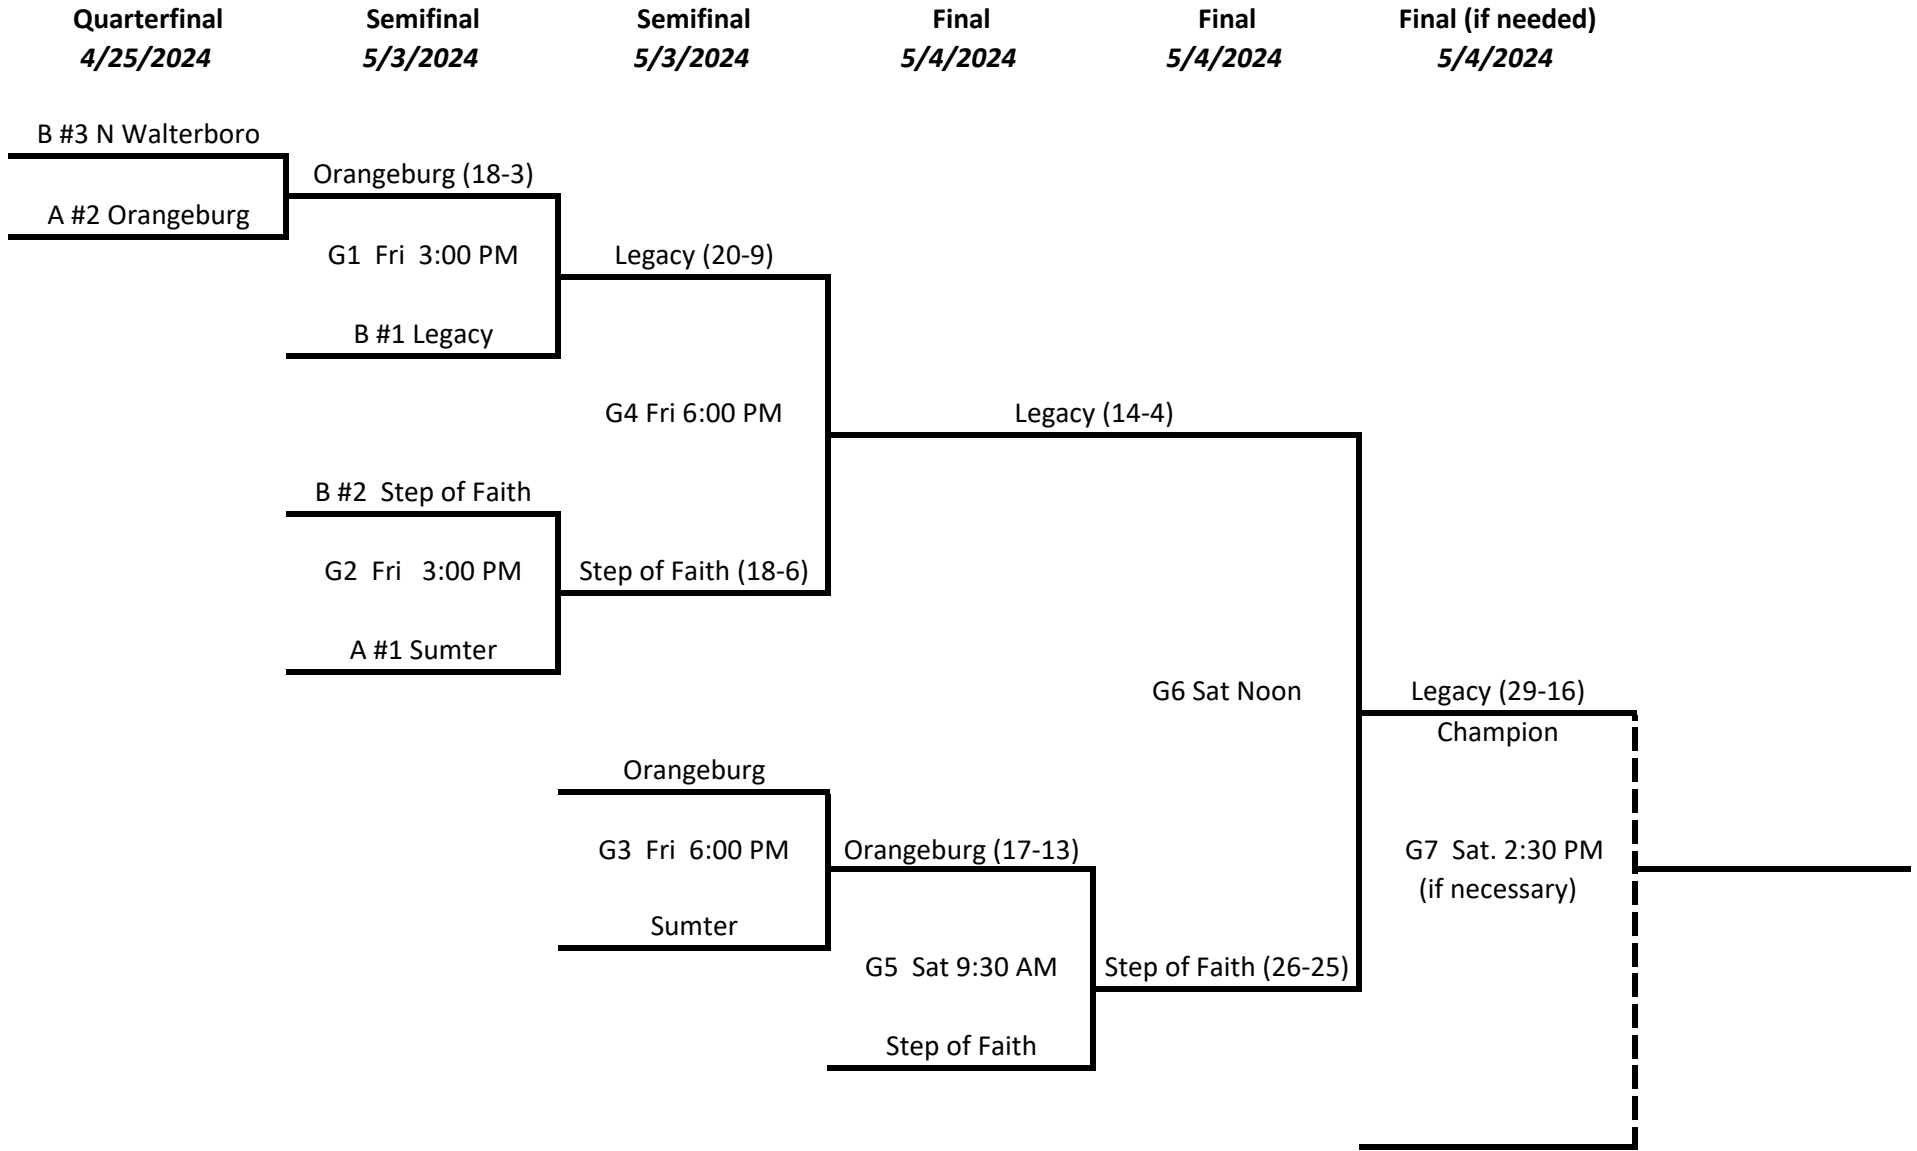 Quarterfinal Semifinal Semifinal Final Final Final (if needed)
4/25/2024 5/3/2024 5/3/2024 5/4/2024 5/4/2024 5/4/2024
B #3 N Walterboro
Orangeburg (18-3)
A #2 Orangeburg
G1 Fri 3:00 PM Legacy (20-9)
B #1 Legacy
G4 Fri 6:00 PM Legacy (14-4)
B #2 Step of Faith
G2 Fri 3:00 PM Step of Faith (18-6)
A #1 Sumter
G6 Sat Noon Legacy (29-16)
Champion
Orangeburg
G3 Fri 6:00 PM Orangeburg (17-13) G7 Sat. 2:30 PM
(if necessary)
Sumter
G5 Sat 9:30 AM Step of Faith (26-25)
Step of Faith